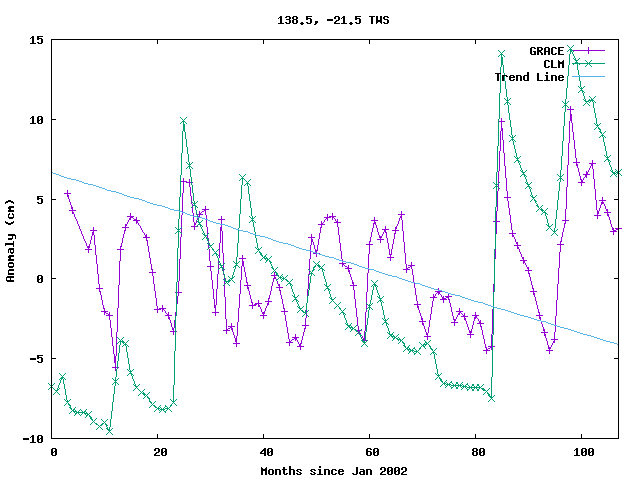 138.5, -21.5 TWS
GRACE
CLM
Trend Line
Anomaly (cm)
15
10
5
0
-5
-10
0 20 40 60 80 100
Months since Jan 2002